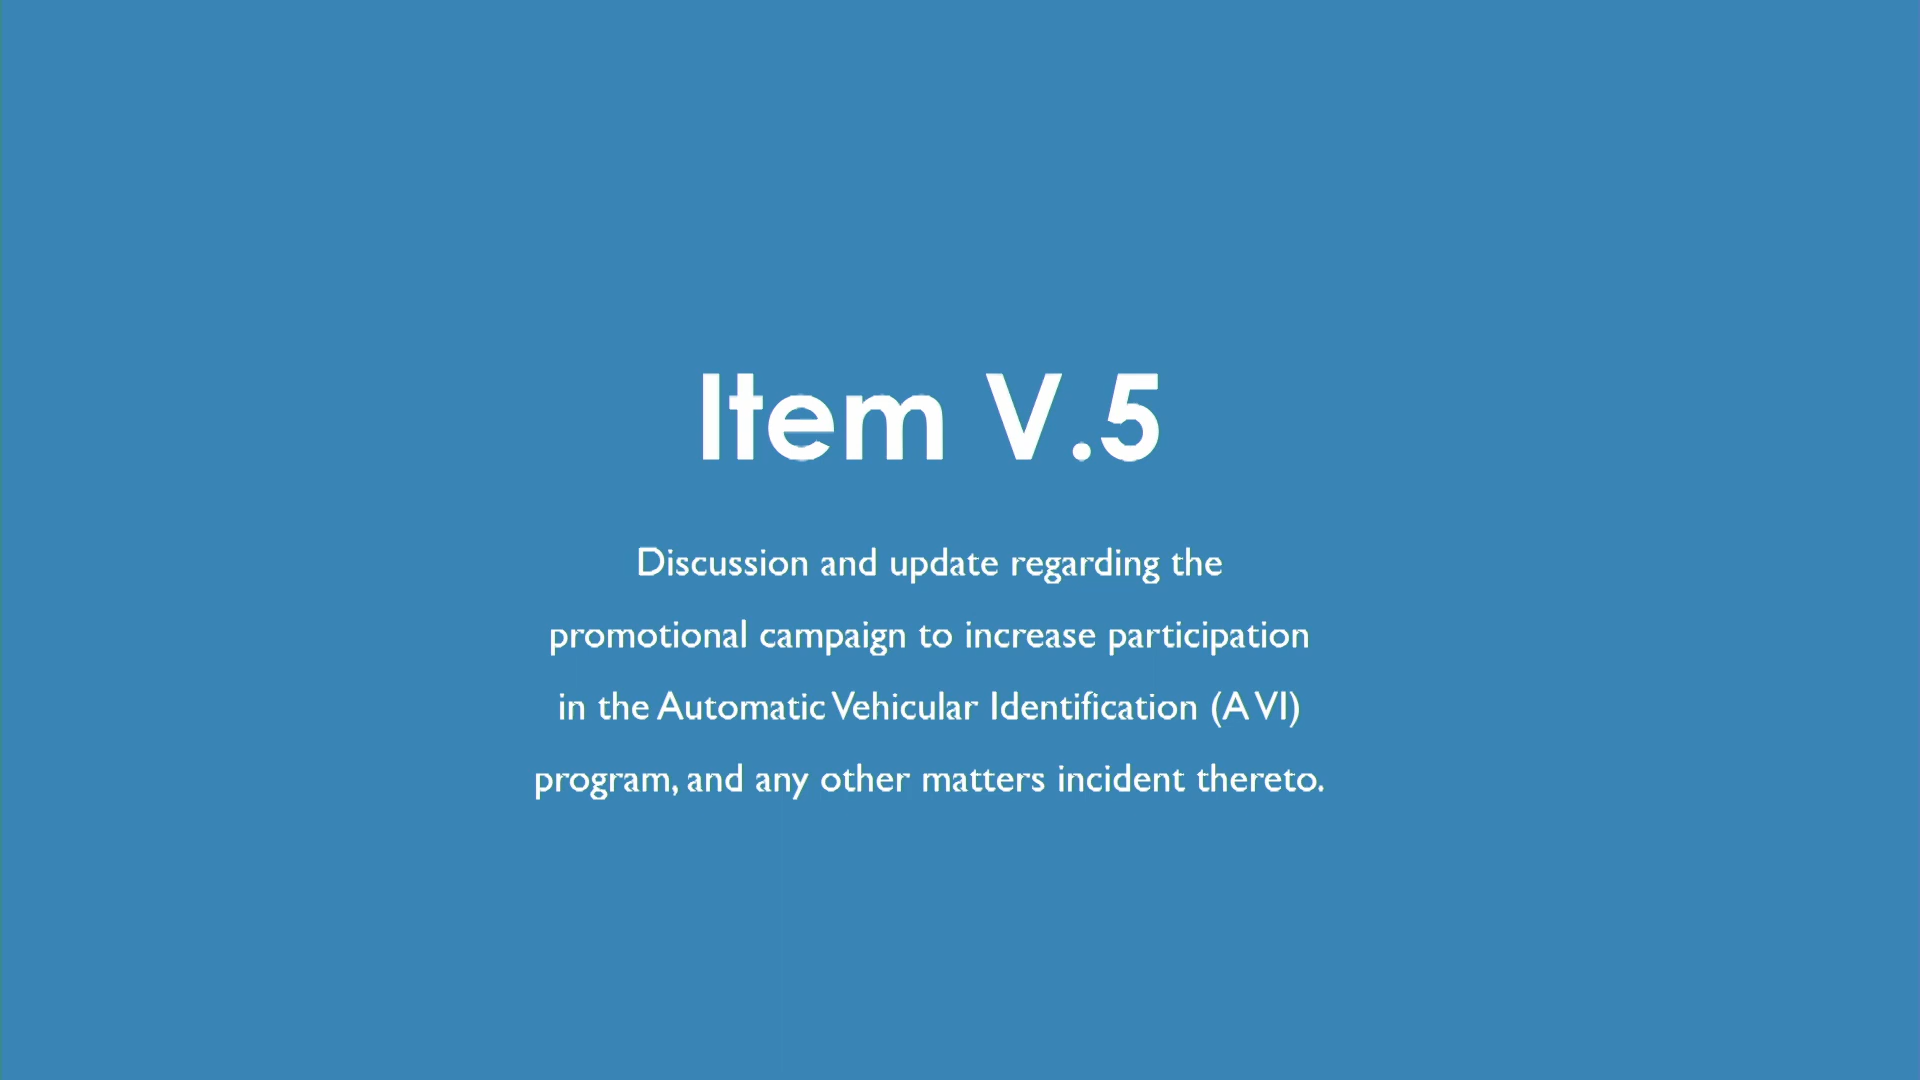 Item V.5
Discussion and update regarding the
promotional campaign to increase participation
in the Automatic Vehicular Identification (AVI)
program, and any other matters incident thereto.